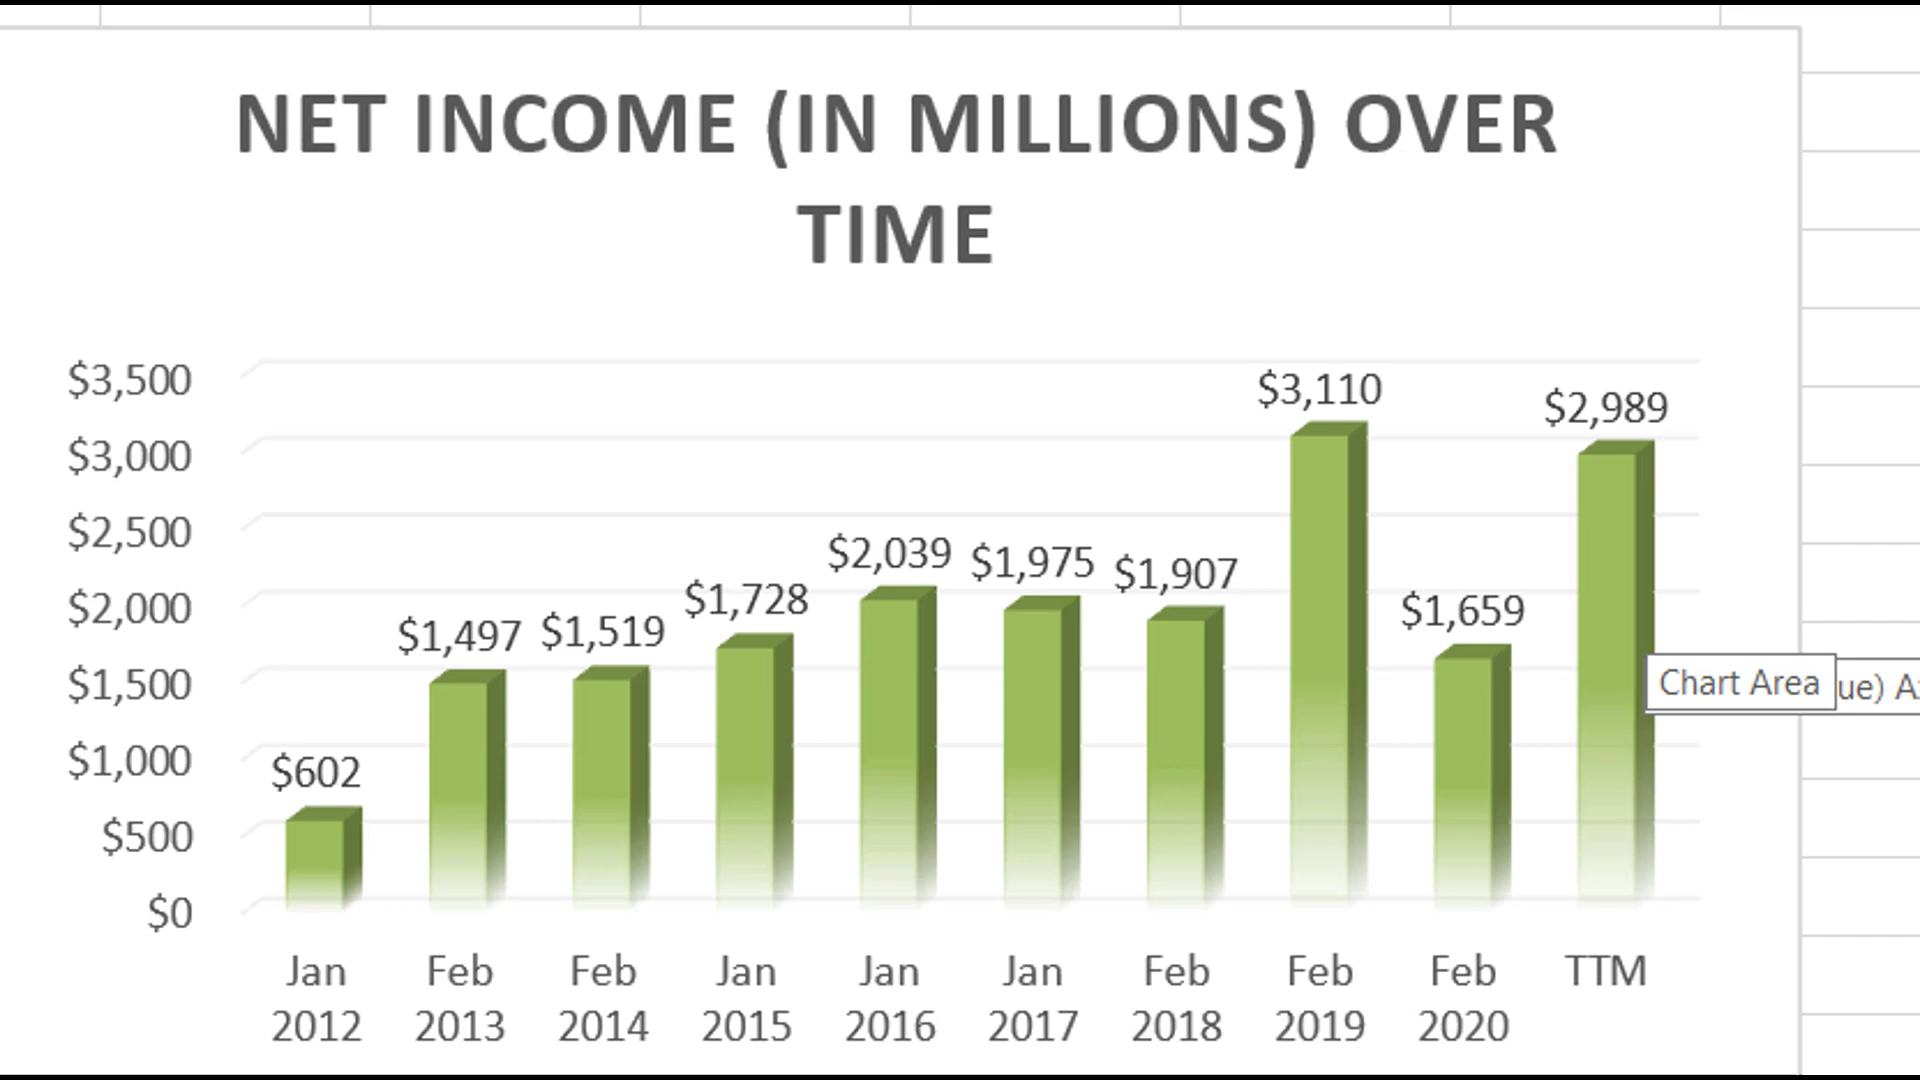 NET INCOME (IN MILLIONS) OVER
TIME
$3,500
$3,000
$2,500
$2,000
$1,500
$1,000
$500
$0
$602
$1,497
$1,519
$1,728
$2,039
$1,975
$1,907
$3,110
$1,659
$2,989
Chart Area
ue) A
Jan
2012
Feb
2013
Feb
2014
Jan
2015
Jan
2016
Jan
2017
Feb
2018
Feb
2019
Feb
2020
TTM